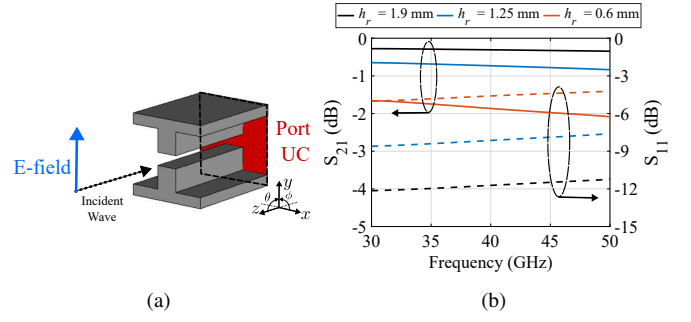 h_r = 1.9 mm h_r = 1.25 mm h_r = 0.6 mm
(a)
(b)
E-field
Incident
Wave
Port
UC
y
θ
ϕ
z
x
0
-1
-2
-3
-4
-5
S_21 (dB)
0
-3
-6
-9
-12
-15
S_11 (dB)
30 35 40 45 50
Frequency (GHz)
(a)
(b)